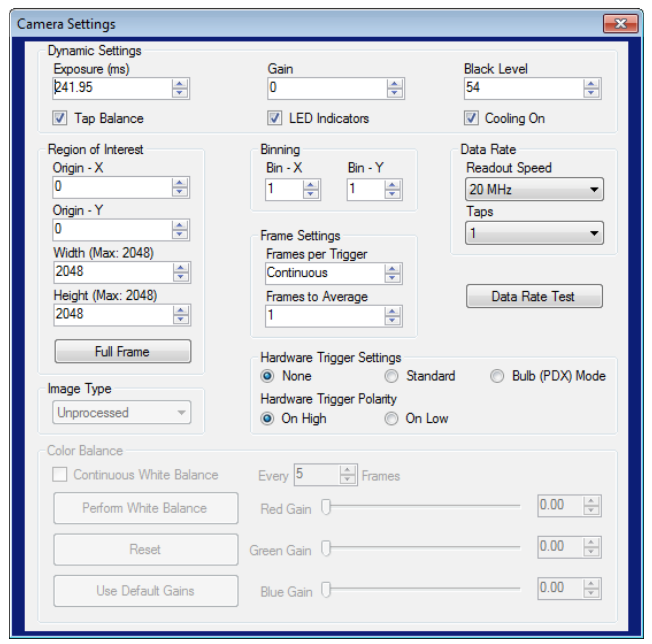 Camera Settings
Dynamic Settings
Exposure (ms) Gain Black Level
241.95 0 54
Tap Balance LED Indicators Cooling On
Region of Interest
Origin - X
0
Origin - Y
0
Width (Max: 2048)
2048
Height (Max: 2048)
2048
Full Frame
Binning
Bin - X Bin - Y
1 1
Data Rate
Readout Speed
20 MHz
Taps
1
Frame Settings
Frames per Trigger
Continuous
Frames to Average
1
Data Rate Test
Image Type
Unprocessed
Hardware Trigger Settings
None Standard Bulb (PDX) Mode
Hardware Trigger Polarity
On High On Low
Color Balance
Continuous White Balance Every 5 Frames
Perform White Balance Red Gain 0.00
Reset Green Gain 0.00
Use Default Gains Blue Gain 0.00